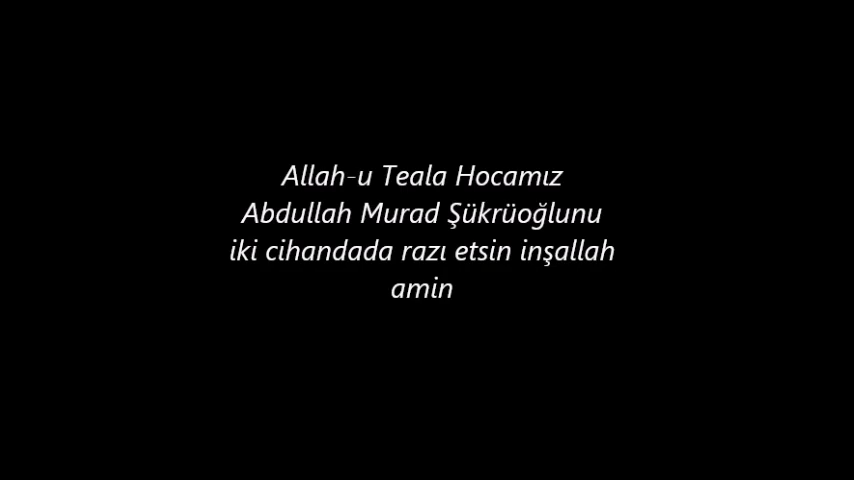 Allah-u Teala Hocamız
Abdullah Murad Şükrüoğlunu
iki cihandada razı etsin inşallah
amin